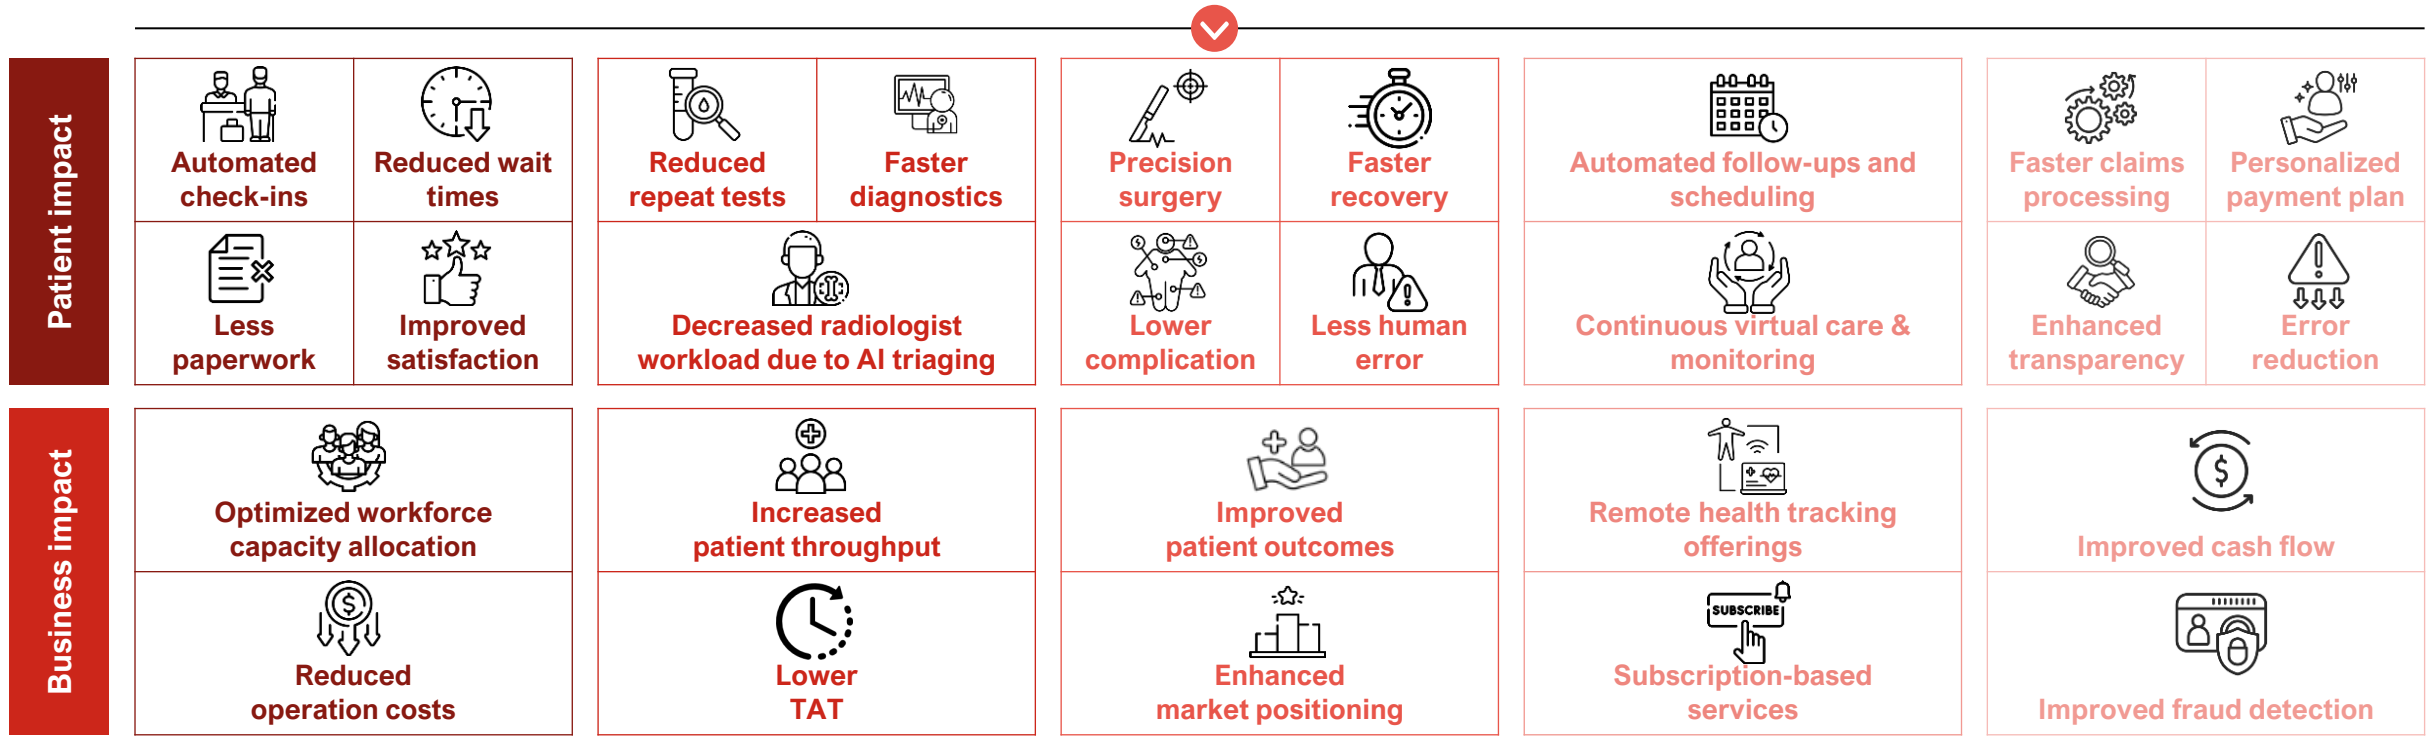 Patient impact
Automated
check-ins
Reduced wait
times
Reduced
repeat tests
Faster
diagnostics
Precision
surgery
Faster
recovery
Automated follow-ups and
scheduling
Faster claims
processing
Personalized
payment plan
Less
paperwork
Improved
satisfaction
Decreased radiologist
workload due to AI triaging
Lower
complication
Less human
error
Continuous virtual care &
monitoring
Enhanced
transparency
Error
reduction
Business impact
Optimized workforce
capacity allocation
Increased
patient throughput
Improved
patient outcomes
Remote health tracking
offerings
$
Improved cash flow
$
Reduced
operation costs
Lower
TAT
Enhanced
market positioning
SUBSCRIBE
Subscription-based
services
Improved fraud detection